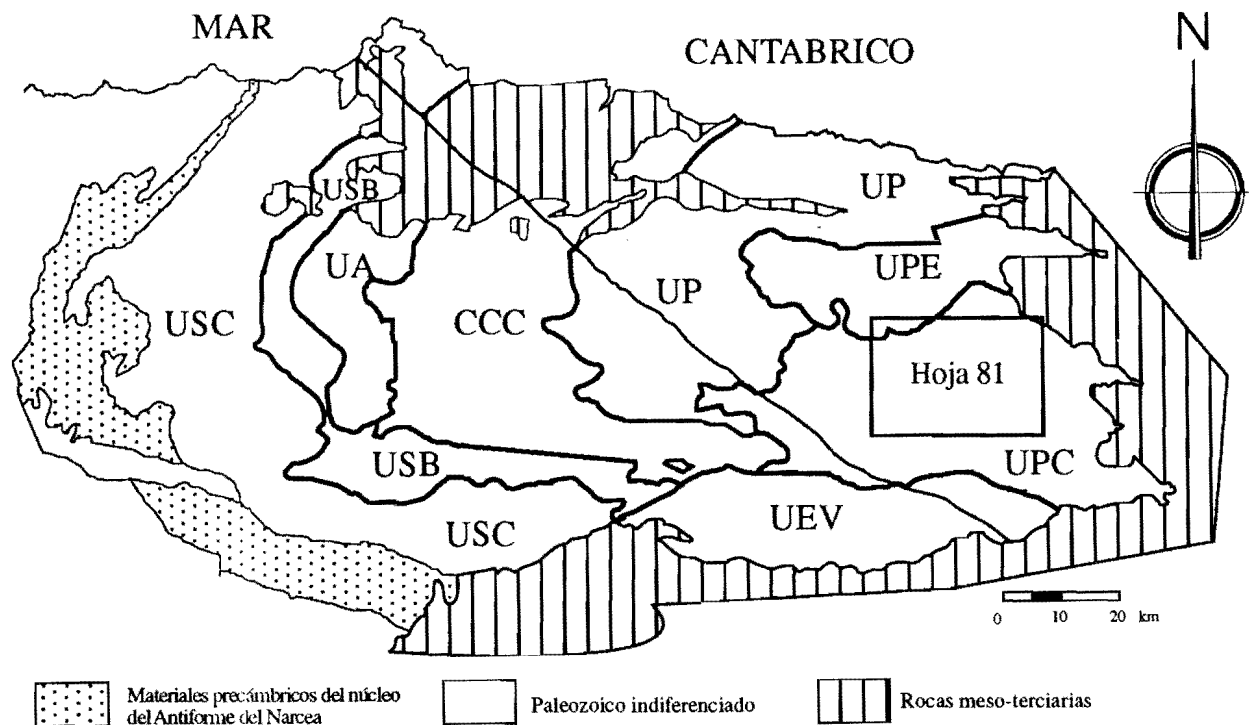 MAR
CANTABRICO
N
USB
UP
UA
UPE
UP
USC
CCC
Hoja 81
USB
UPC
USC
UEV
0 10 20 km
Materiales precámbricos del núcleo
del Antiforme del Narcea
Paleozoico indiferenciado
Rocas meso-terciarias